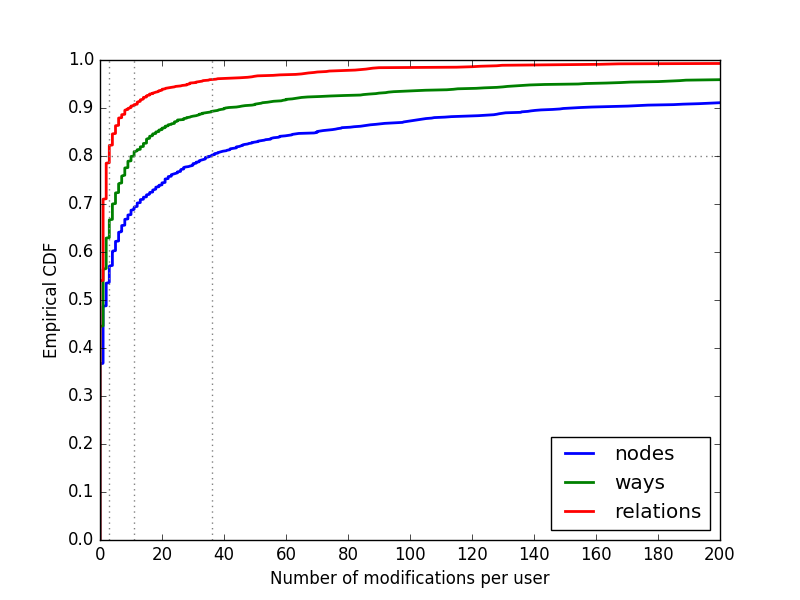 1.0
0.9
0.8
0.7
0.6
0.5
0.4
0.3
0.2
0.1
0.0
Empirical CDF
nodes
ways
relations
0 20 40 60 80 100 120 140 160 180 200
Number of modifications per user